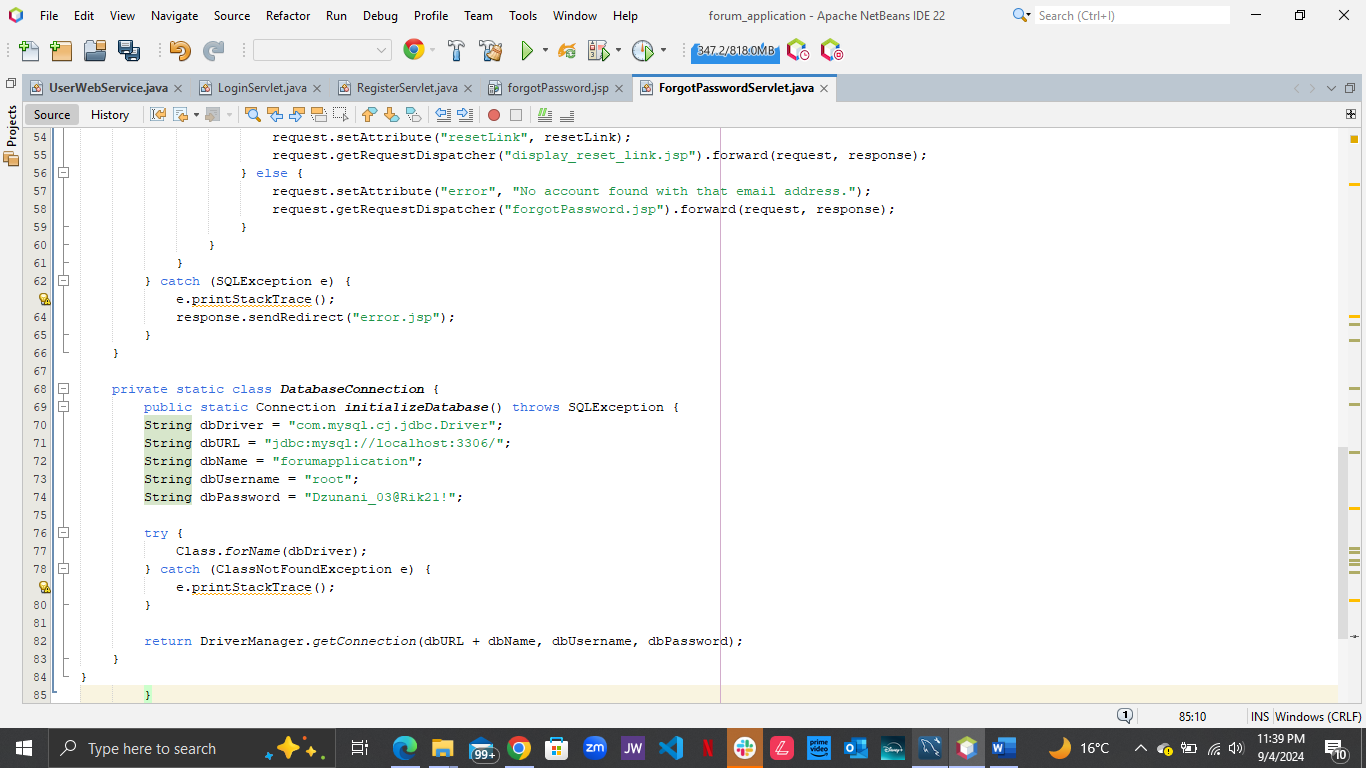 File Edit View Navigate Source Refactor Run Debug Profile Team Tools Window Help forum_application - Apache NetBeans IDE 22 Search (Ctrl+I)
347.2/818.0MB
UserWebService.java LoginServlet.java RegisterServlet.java forgotPassword.jsp ForgotPasswordServlet.java
Projects
Source History
54 request.setAttribute("resetLink", resetLink);
55 request.getRequestDispatcher("display_reset_link.jsp").forward(request, response);
56 } else {
57 request.setAttribute("error", "No account found with that email address.");
58 request.getRequestDispatcher("forgotPassword.jsp").forward(request, response);
59 }
60 }
61 }
62 } catch (SQLException e) {
e.printStackTrace();
64 response.sendRedirect("error.jsp");
65 }
66 }
67
68 private static class DatabaseConnection {
69 public static Connection initializeDatabase() throws SQLException {
70 String dbDriver = "com.mysql.cj.jdbc.Driver";
71 String dbURL = "jdbc:mysql://localhost:3306/";
72 String dbName = "forumapplication";
73 String dbUsername = "root";
74 String dbPassword = "Dzunani_03@Rik21!";
75
76 try {
77 Class.forName(dbDriver);
78 } catch (ClassNotFoundException e) {
e.printStackTrace();
80 }
81
82 return DriverManager.getConnection(dbURL + dbName, dbUsername, dbPassword);
83 }
84 }
85 }
1 85:10 INS Windows (CRLF)
Type here to search 99+ zm JW prime video Disney+ W 16°C 11:39 PM
9/4/2024 10